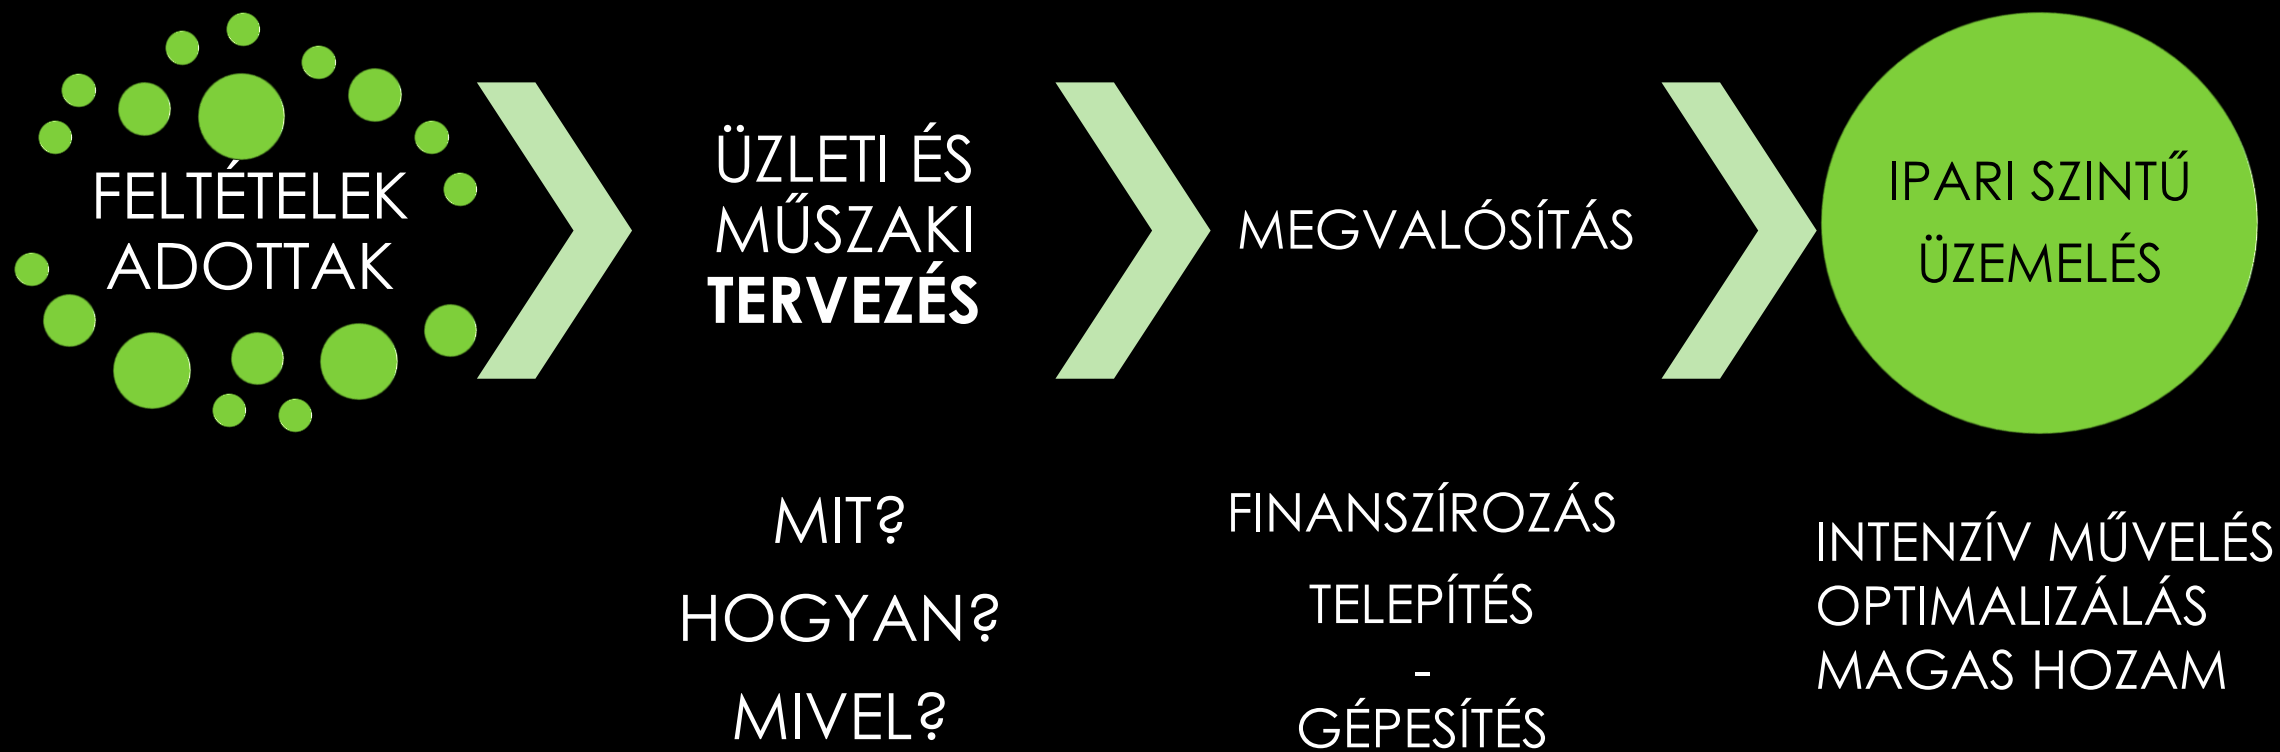 FELTÉTELEK
ADOTTAK
ÜZLETI ÉS
MŰSZAKI
TERVEZÉS
MEGVALÓSÍTÁS
IPARI SZINTŰ
ÜZEMELÉS
MIT?
HOGYAN?
MIVEL?
FINANSZÍROZÁS
TELEPÍTÉS
-
GÉPESÍTÉS
INTENZÍV MŰVELÉS
OPTIMALIZÁLÁS
MAGAS HOZAM